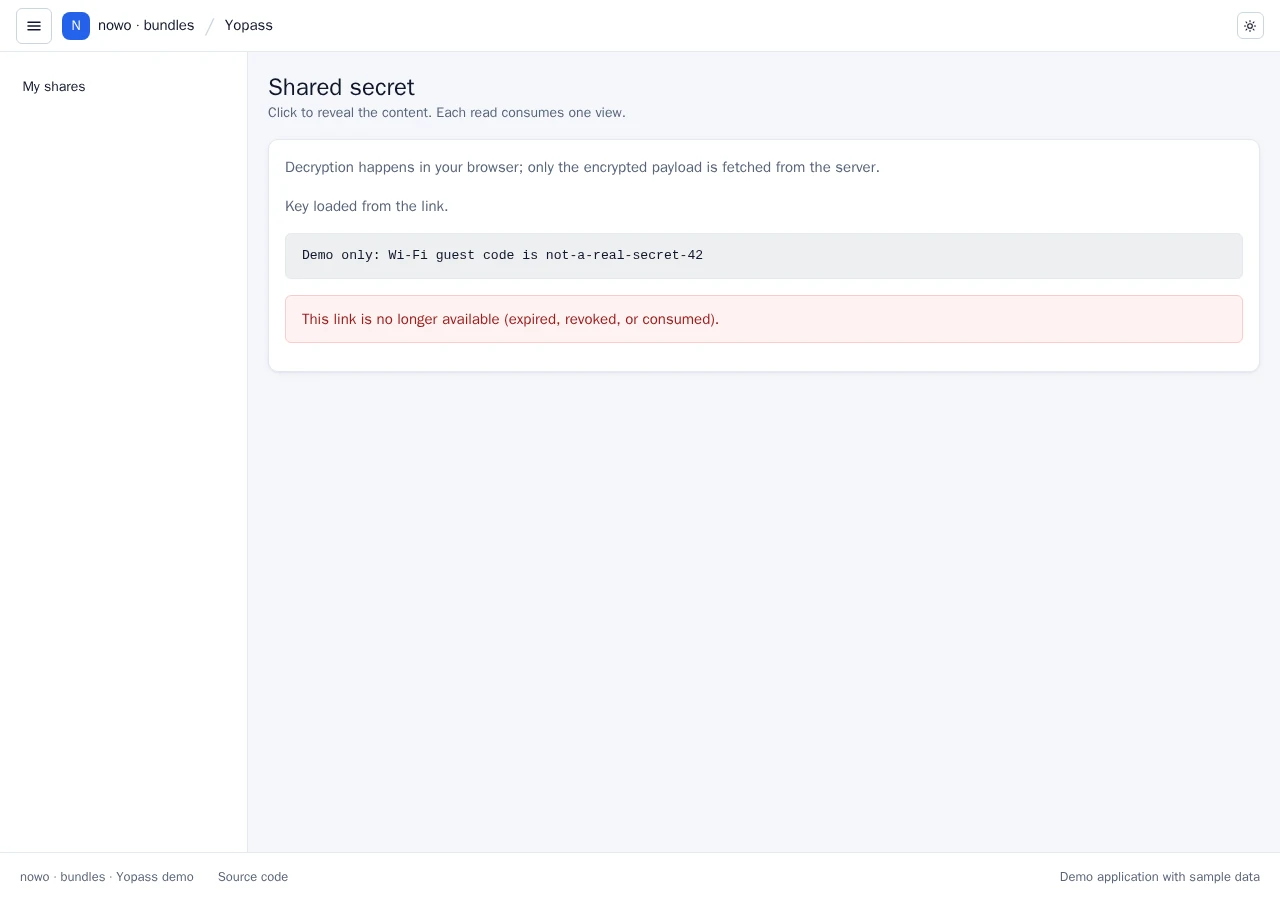 N nowo · bundles / Yopass
My shares
Shared secret
Click to reveal the content. Each read consumes one view.
Decryption happens in your browser; only the encrypted payload is fetched from the server.
Key loaded from the link.
Demo only: Wi-Fi guest code is not-a-real-secret-42
This link is no longer available (expired, revoked, or consumed).
nowo · bundles · Yopass demo Source code Demo application with sample data